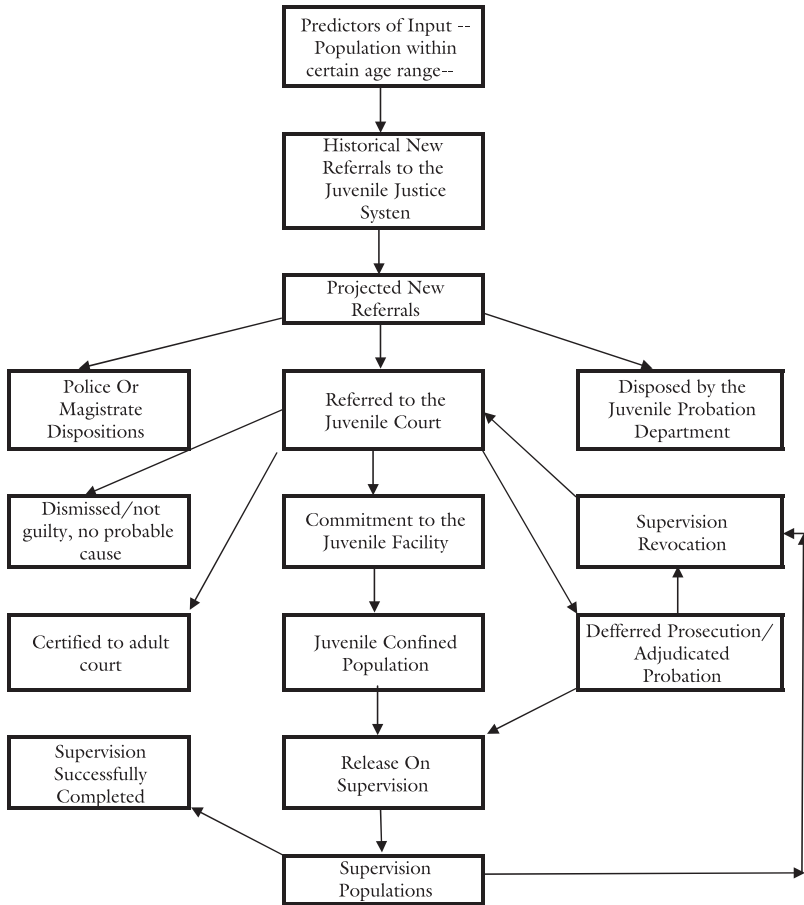 Predictors of Input --
Population within
certain age range--
Historical New
Referrals to the
Juvenile Justice
Systen
Projected New
Referrals
Police Or
Magistrate
Dispositions
Referred to the
Juvenile Court
Disposed by the
Juvenile Probation
Department
Dismissed/not
guilty, no probable
cause
Commitment to the
Juvenile Facility
Supervision
Revocation
Certified to adult
court
Juvenile Confined
Population
Defferred Prosecution/
Adjudicated
Probation
Supervision
Successfully
Completed
Release On
Supervision
Supervision
Populations